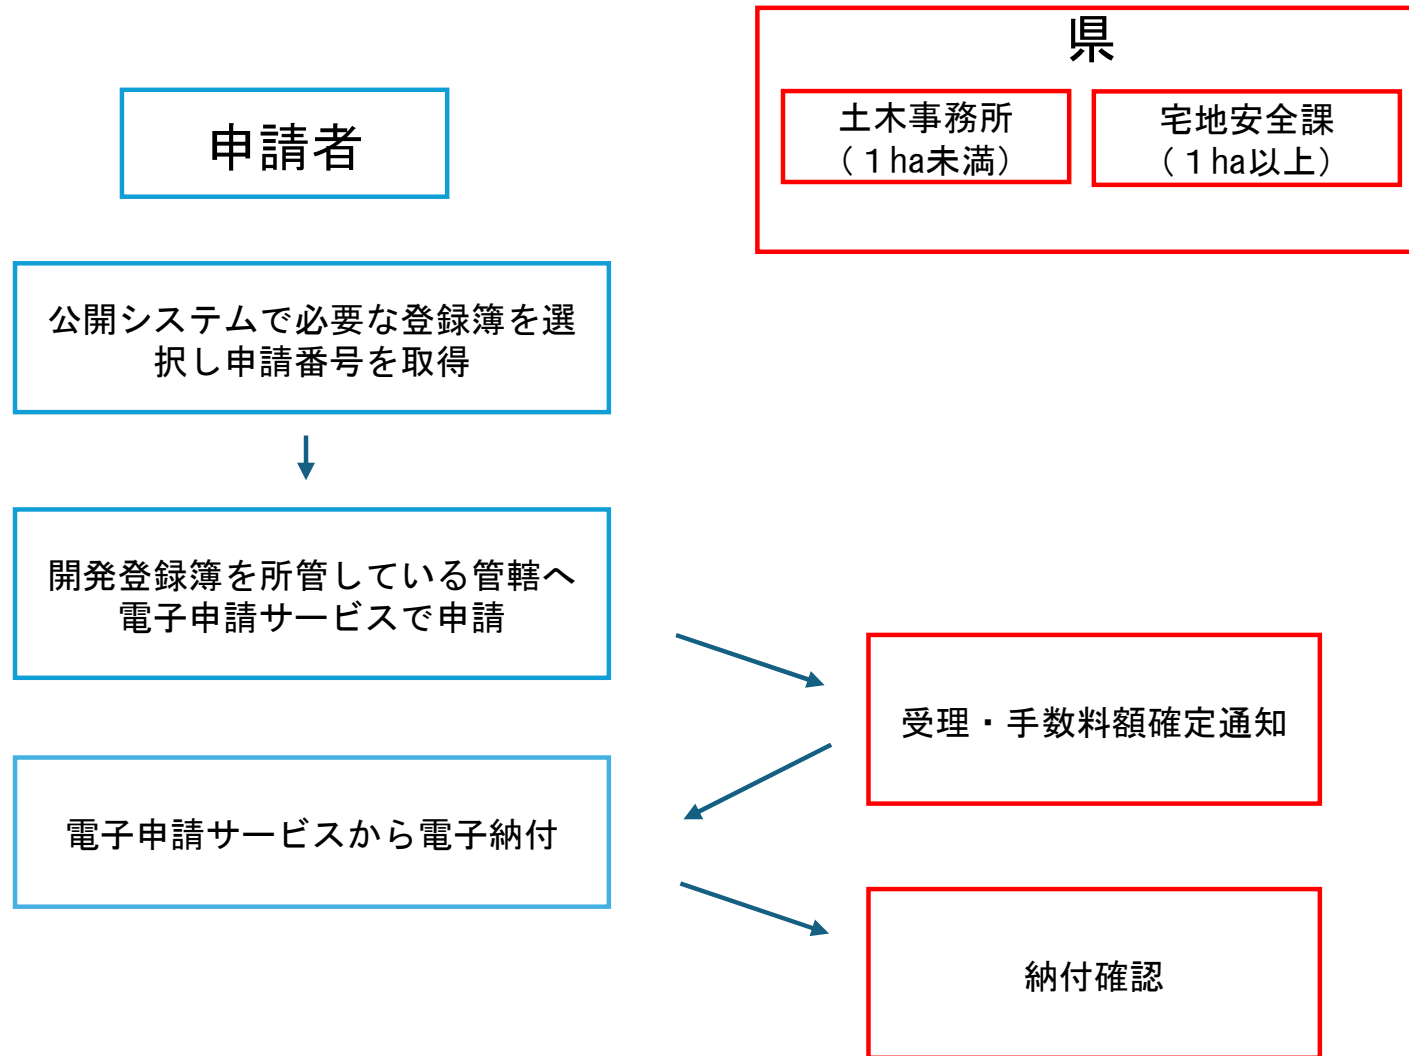 県
申請者
土木事務所
（１ha未満）
宅地安全課
（１ha以上）
公開システムで必要な登録簿を選
択し申請番号を取得
開発登録簿を所管している管轄へ
電子申請サービスで申請
受理・手数料額確定通知
電子申請サービスから電子納付
納付確認